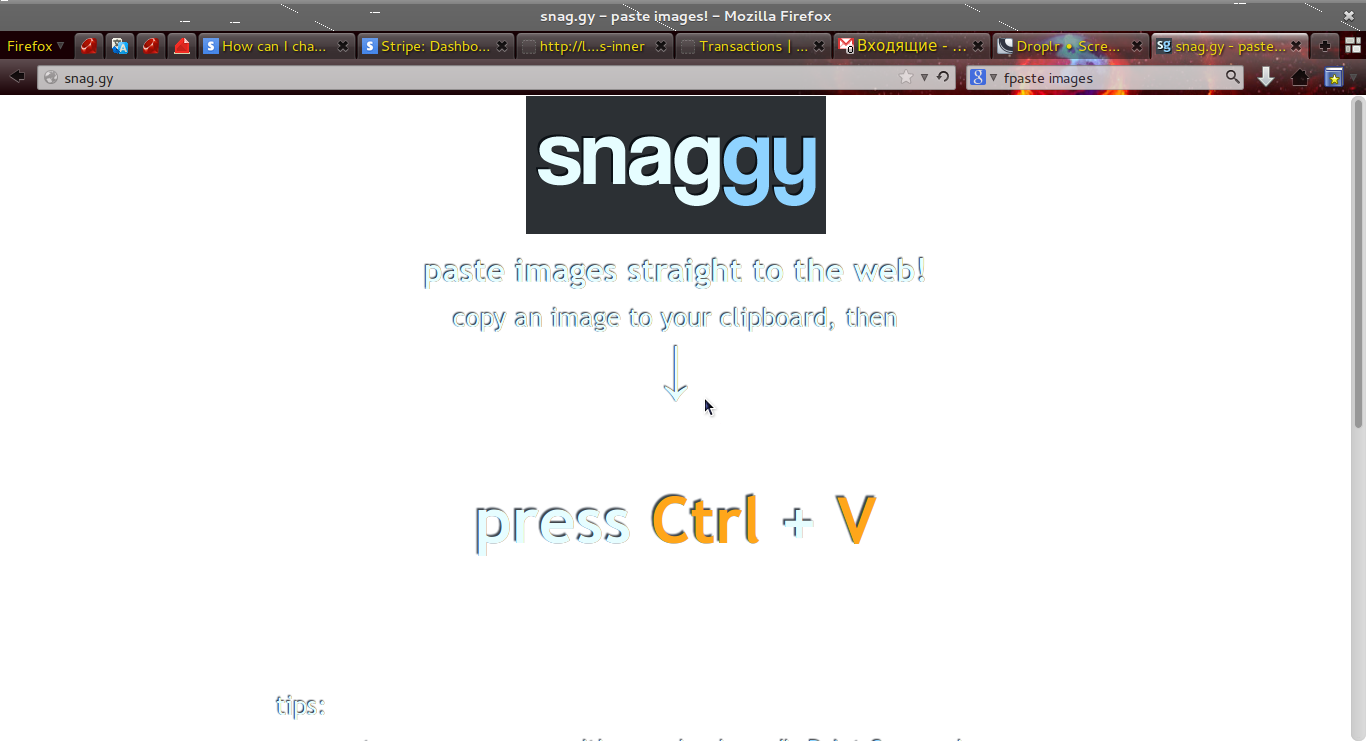 snag.gy - paste images! - Mozilla Firefox
Firefox
How can I cha...
Stripe: Dashbo...
http://l...s-inner
Transactions | ...
Входящие - ...
Droplr • Scre...
snag.gy - paste...
snag.gy
fpaste images
snaggy
paste images straight to the web!
copy an image to your clipboard, then
press Ctrl + V
tips: